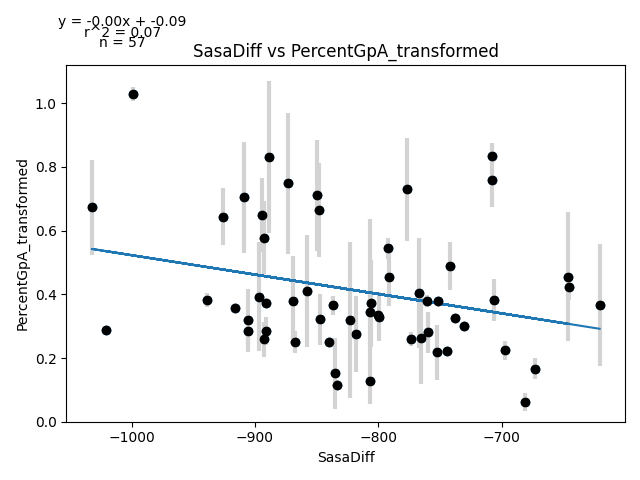 y = -0.00x + -0.09
r^2 = 0.07
n = 57
SasaDiff vs PercentGpA_transformed
1.0
0.8
0.6
0.4
0.2
0.0
PercentGpA_transformed
−1000
−900
−800
−700
SasaDiff